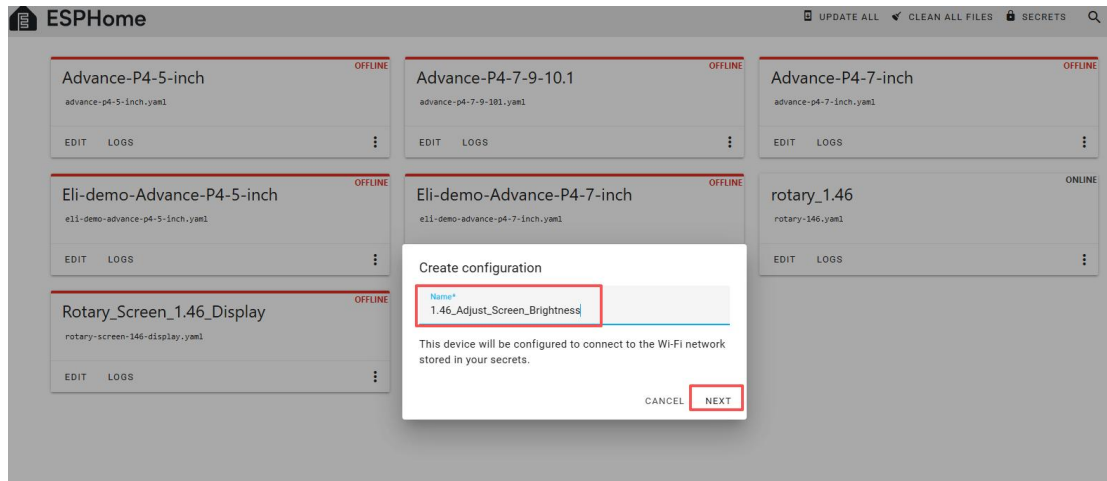 ESPHome
UPDATE ALL CLEAN ALL FILES SECRETS
OFFLINE
Advance-P4-5-inch
advance-p4-5-inch.yaml
EDIT LOGS
OFFLINE
Advance-P4-7-9-10.1
advance-p4-7-9-101.yaml
EDIT LOGS
OFFLINE
Advance-P4-7-inch
advance-p4-7-inch.yaml
EDIT LOGS
OFFLINE
Eli-demo-Advance-P4-5-inch
eli-demo-advance-p4-5-inch.yaml
EDIT LOGS
OFFLINE
Eli-demo-Advance-P4-7-inch
eli-demo-advance-p4-7-inch.yaml
ONLINE
rotary_1.46
rotary-146.yaml
EDIT LOGS
OFFLINE
Rotary_Screen_1.46_Display
rotary-screen-146-display.yaml
EDIT LOGS
Create configuration
Name*
1.46_Adjust_Screen_Brightness
This device will be configured to connect to the Wi-Fi network
stored in your secrets.
CANCEL NEXT